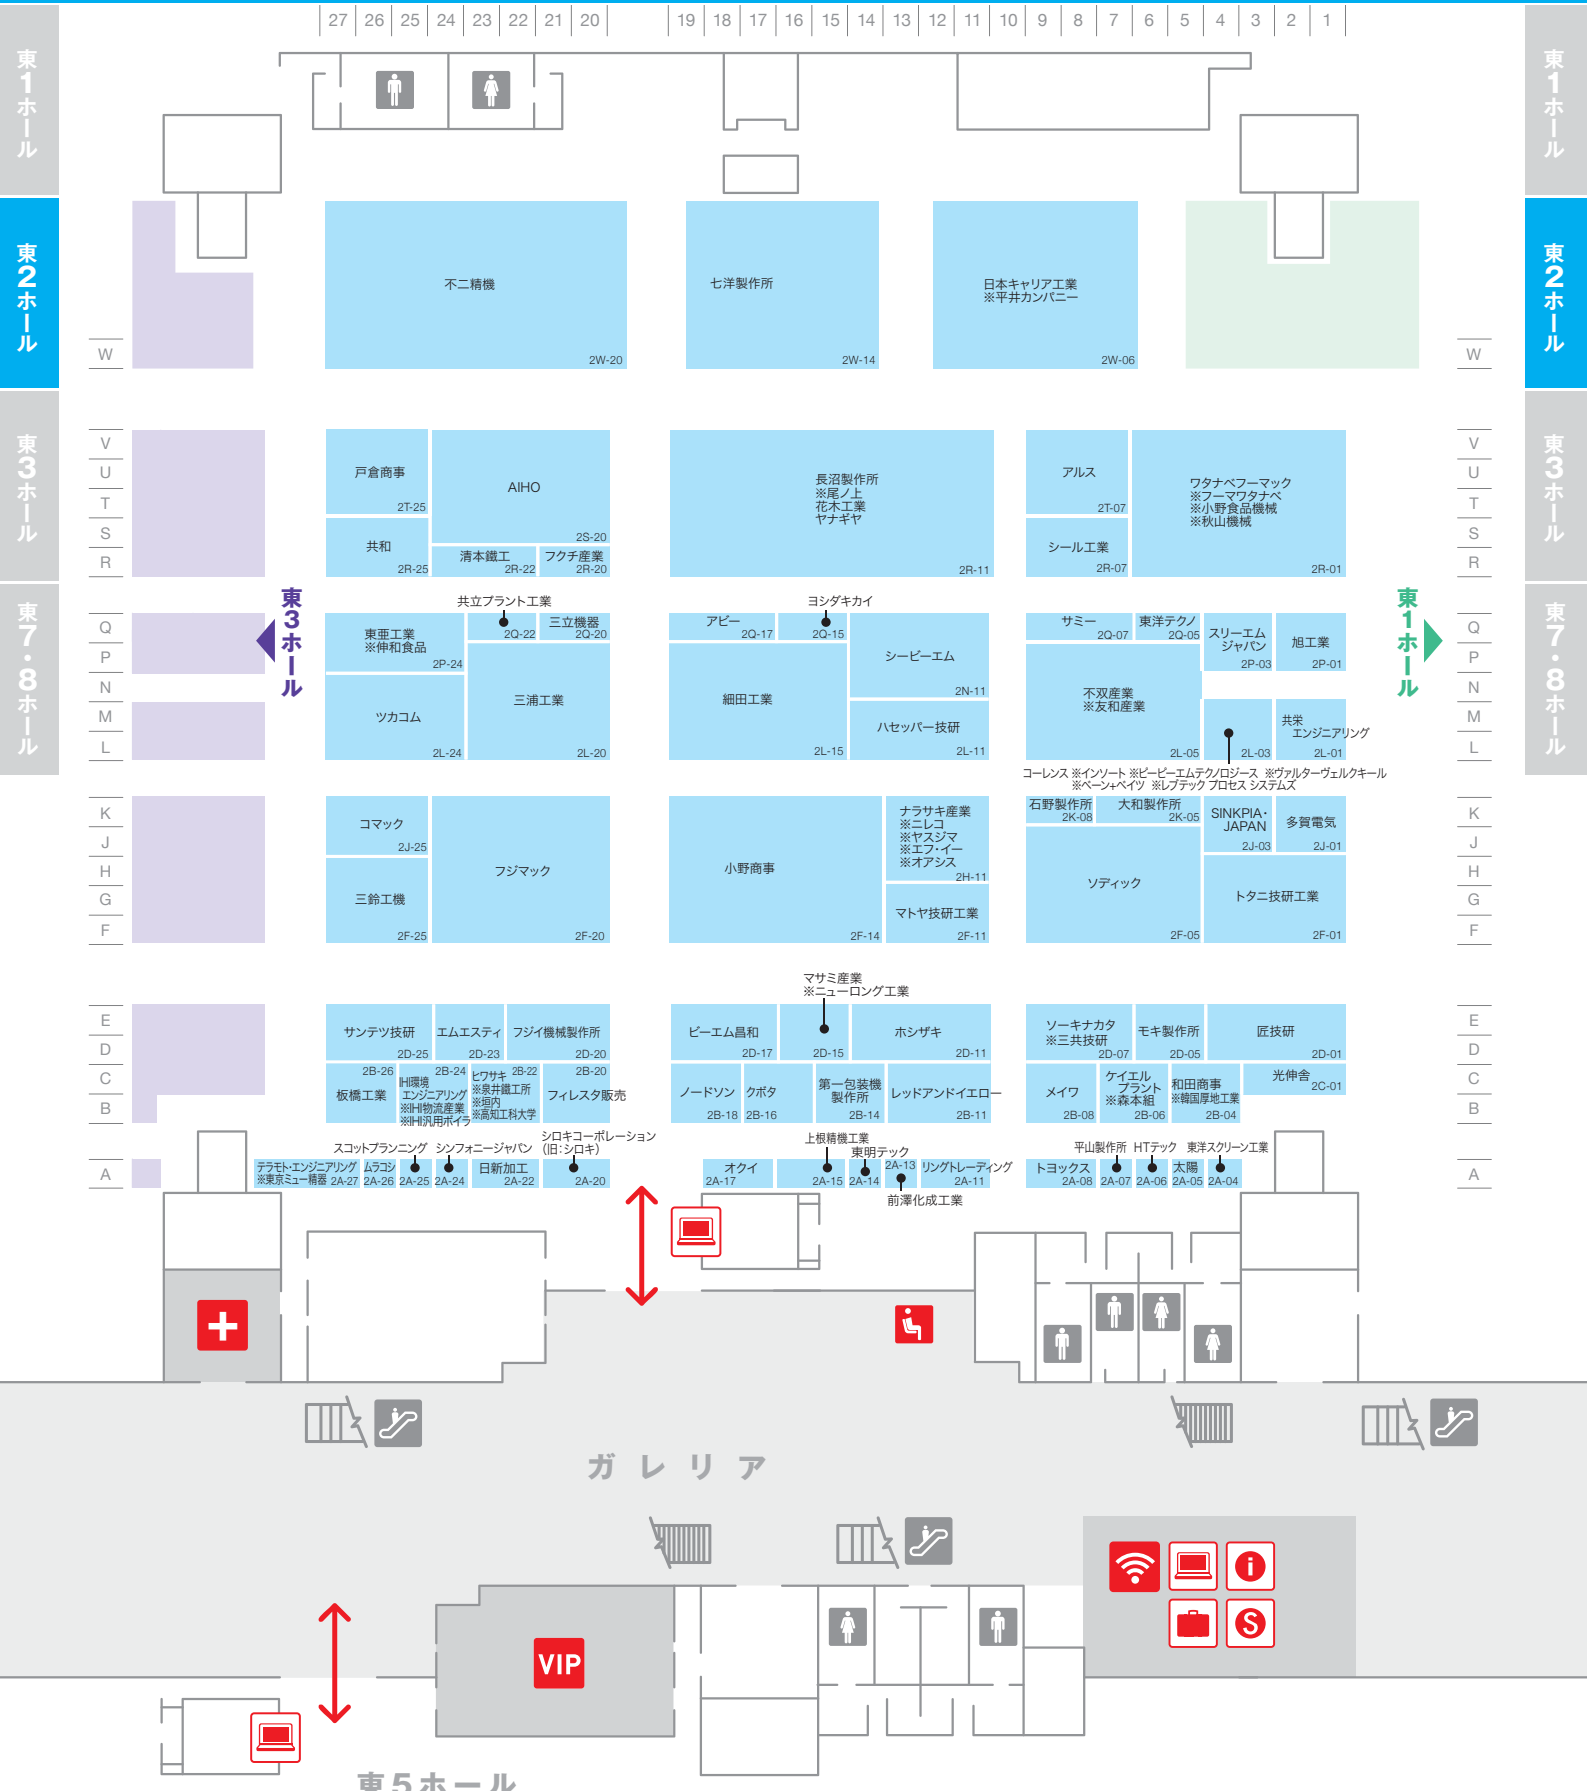 27 26 25 24 23 22 21 20 19 18 17 16 15 14 13 12 11 10 9 8 7 6 5 4 3 2 1
東1ホール
東1ホール
東2ホール
東2ホール
東3ホール
東3ホール
東7・8ホール
東7・8ホール
不二精機
2W-20
七洋製作所
2W-14
日本キャリア工業
※平井カンパニー
2W-06
W
W
V
U
T
S
R
戸倉商事
2T-25
AIHO
2S-20
共和
2R-25
清本鐵工
2R-22
フクチ産業
2R-20
長沼製作所
※尾ノ上
花木工業
ヤナギヤ
2R-11
アルス
2T-07
シール工業
2R-07
ワタナベフーマック
※フーマワタナベ
※小野食品機械
※秋山機械
2R-01
V
U
T
S
R
東3ホール
東1ホール
Q
P
N
M
L
共立プラント工業
2Q-22
三立機器
2Q-20
東亜工業
※伸和食品
2P-24
ツカコム
2L-24
三浦工業
2L-20
ヨシダキカイ
2Q-15
アビー
2Q-17
シービーエム
2N-11
細田工業
2L-15
ハセッパー技研
2L-11
サミー
2Q-07
東洋テクノ
2Q-05
スリーエム
ジャパン
2P-03
旭工業
2P-01
不双産業
※友和産業
2L-05
2L-03
共栄
エンジニアリング
2L-01
コーレンス ※インソート ※ピーピーエムテクノロジース ※ヴァルターヴェルクキール
※ベーン+ベイツ ※レブテック プロセス システムズ
Q
P
N
M
L
K
J
H
G
F
コマック
2J-25
三鈴工機
2F-25
フジマック
2F-20
小野商事
2F-14
ナラサキ産業
※ニレコ
※ヤスジマ
※エフ・イー
※オアシス
2H-11
マトヤ技研工業
2F-11
石野製作所
2K-08
大和製作所
2K-05
SINKPIA・
JAPAN
2J-03
多賀電気
2J-01
ソディック
2F-05
トタニ技研工業
2F-01
K
J
H
G
F
E
D
C
B
サンテツ技研
2D-25
エムエスティ
2D-23
フジイ機械製作所
2D-20
2B-26
板橋工業
2B-24
IHI環境
エンジニアリング
※IHI物流産業
※IHI汎用ボイラ
ヒワサキ 2B-22
※泉井鐵工所
※垣内
※高知工科大学
2B-20
フィレスタ販売
マサミ産業
※ニューロング工業
2D-15
ビーエム昌和
2D-17
ホシザキ
2D-11
ノードソン
2B-18
クボタ
2B-16
第一包装機
製作所
2B-14
レッドアンドイエロー
2B-11
ソーキナカタ
※三共技研
2D-07
モキ製作所
2D-05
匠技研
2D-01
メイワ
2B-08
ケイエル
プラント
※森本組
2B-06
和田商事
※韓国厚地工業
2B-04
光伸舎
2C-01
E
D
C
B
A
スコットプランニング
シンフォニージャパン
シロキコーポレーション
(旧：シロキ)
テラモト・エンジニアリング
※東京ミュー精器 2A-27
ムラコシ
2A-26
2A-25
2A-24
日新加工
2A-22
2A-20
上根精機工業
東明テック
オクイ
2A-17
2A-15
2A-14
2A-13
リングトレーディング
2A-11
前澤化成工業
平山製作所
HTテック
東洋スクリーン工業
トヨックス
2A-08
2A-07
2A-06
太陽
2A-05
2A-04
A
ガレリア
VIP
i
S
東5ホール